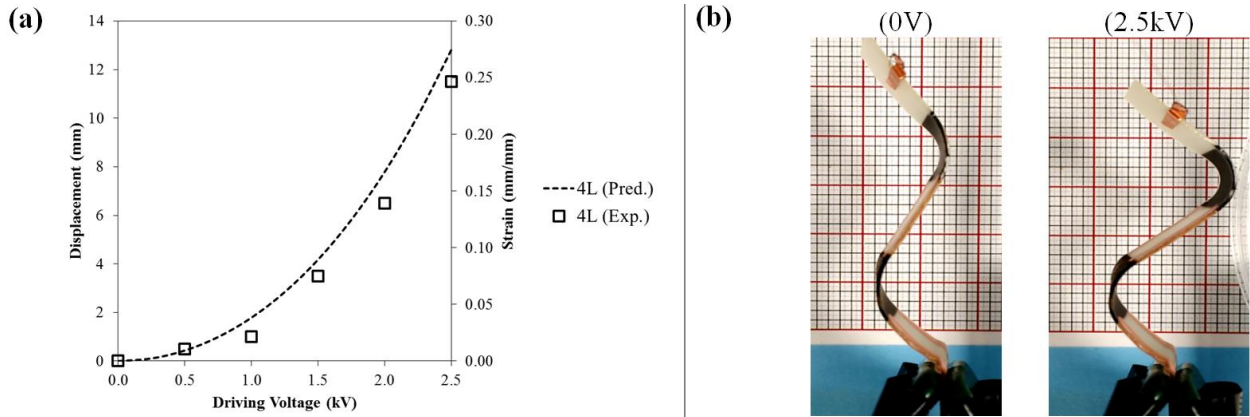 (a)
14
12
10
8
6
4
2
0
Displacement (mm)
0.30
0.25
0.20
0.15
0.10
0.05
0.00
Strain (mm/mm)
0.0 0.5 1.0 1.5 2.0 2.5
Driving Voltage (kV)
4L (Pred.)
4L (Exp.)
(b)
(0V)
(2.5kV)